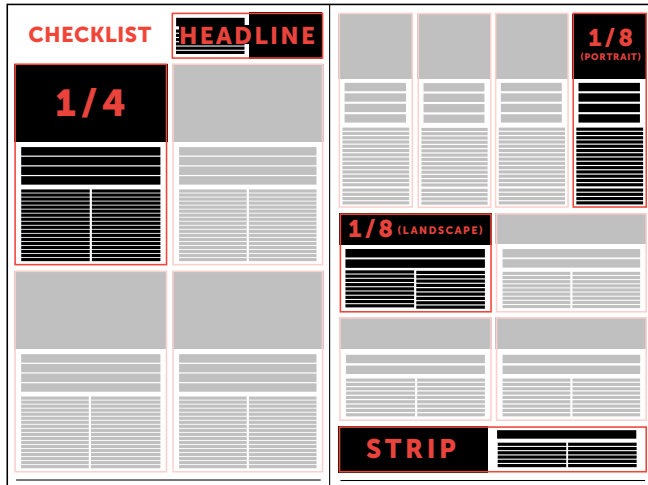 CHECKLIST
HEADLINE
1/4
1/8
(PORTRAIT)
1/8 (LANDSCAPE)
STRIP